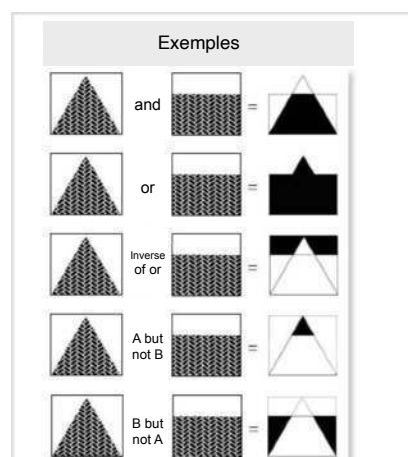 Exemples
and
=
or
=
Inverse
of or
=
A but
not B
=
B but
not A
=